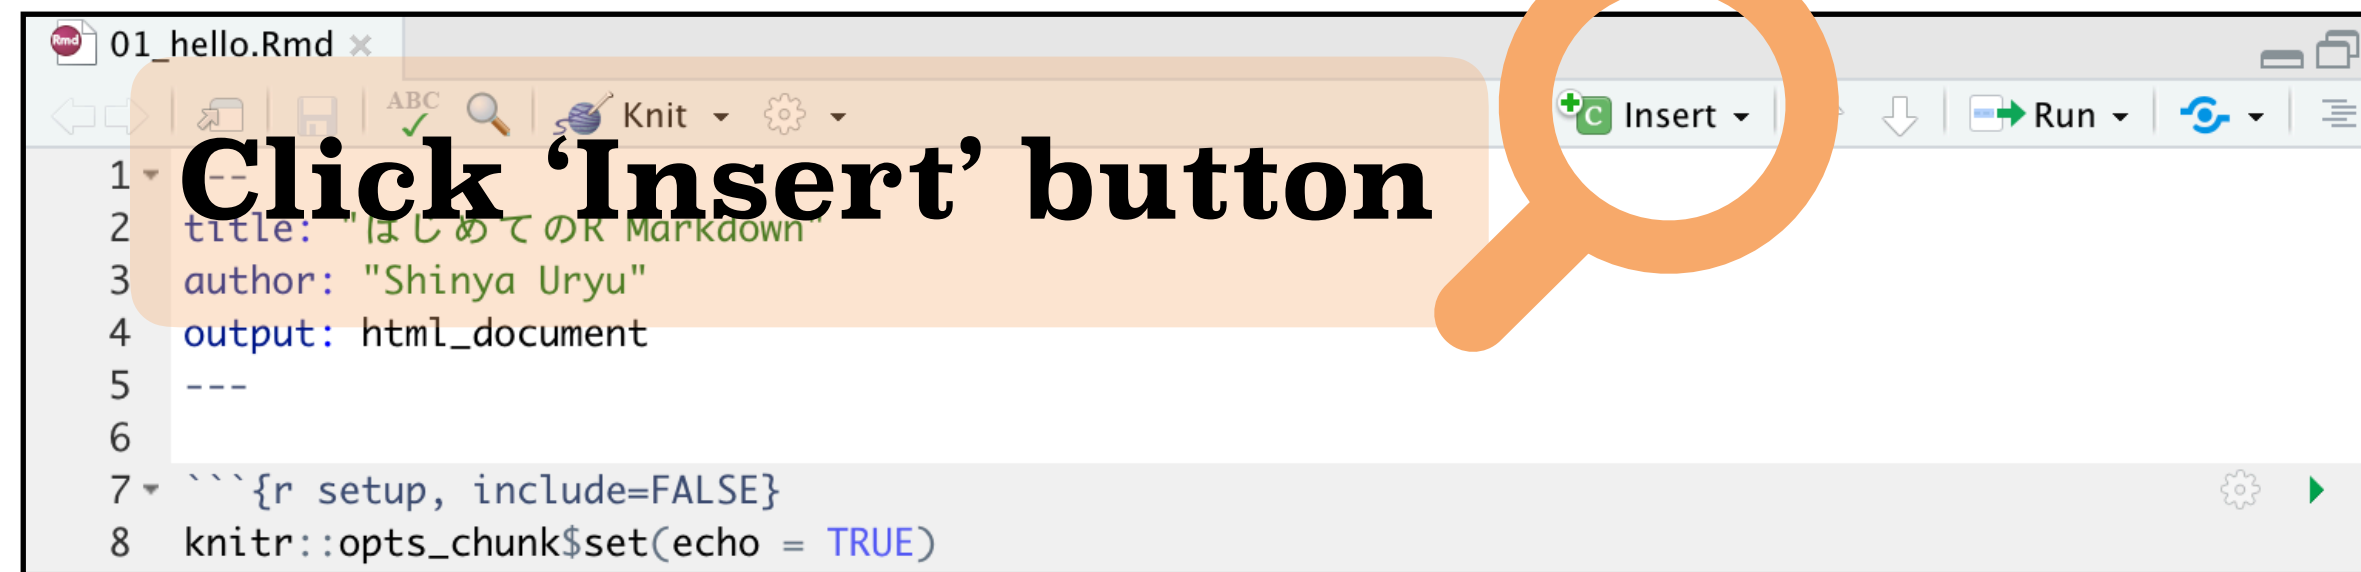 Rmd 01_hello.Rmd
ABC Knit Insert Run
Click ‘Insert’ button
1 ---
2 title: "はじめてのR Markdown"
3 author: "Shinya Uryu"
4 output: html_document
5 ---
6
7 ```{r setup, include=FALSE}
8 knitr::opts_chunk$set(echo = TRUE)